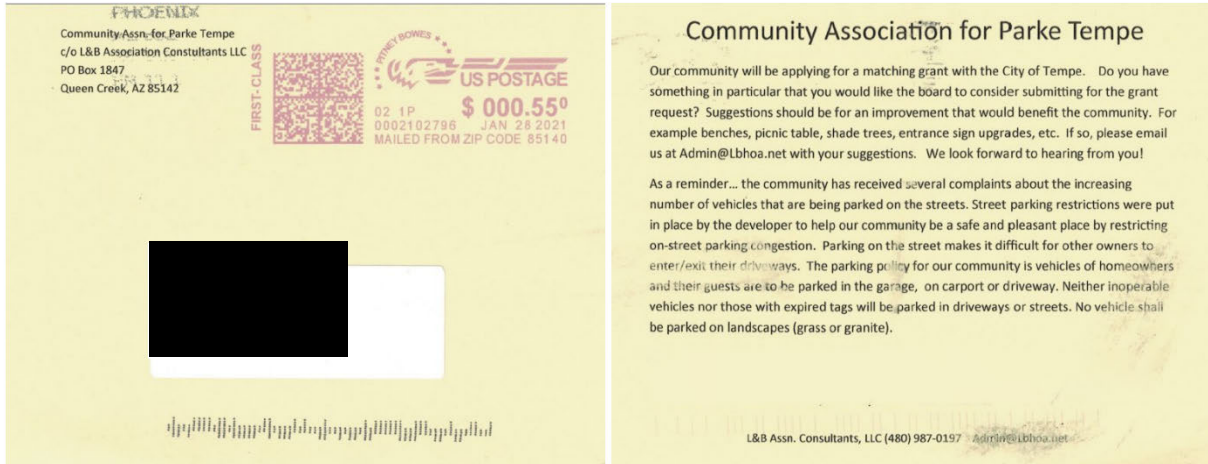 PHOENIX
Community Assn. for Parke Tempe
c/o L&B Association Constultants LLC
PO Box 1847
Queen Creek, AZ 85142
FIRST-CLASS
PITNEY BOWES
US POSTAGE
02 1P
$ 000.55⁰
0002102796 JAN 28 2021
MAILED FROM ZIP CODE 85140
Community Association for Parke Tempe
Our community will be applying for a matching grant with the City of Tempe. Do you have
something in particular that you would like the board to consider submitting for the grant
request? Suggestions should be for an improvement that would benefit the community. For
example benches, picnic table, shade trees, entrance sign upgrades, etc. If so, please email
us at Admin@Lbhoa.net with your suggestions. We look forward to hearing from you!
As a reminder... the community has received several complaints about the increasing
number of vehicles that are being parked on the streets. Street parking restrictions were put
in place by the developer to help our community be a safe and pleasant place by restricting
on-street parking congestion. Parking on the street makes it difficult for other owners to
enter/exit their driveways. The parking policy for our community is vehicles of homeowners
and their guests are to be parked in the garage, on carport or driveway. Neither inoperable
vehicles nor those with expired tags will be parked in driveways or streets. No vehicle shall
be parked on landscapes (grass or granite).
L&B Assn. Consultants, LLC (480) 987-0197 Admin@Lbhoa.net